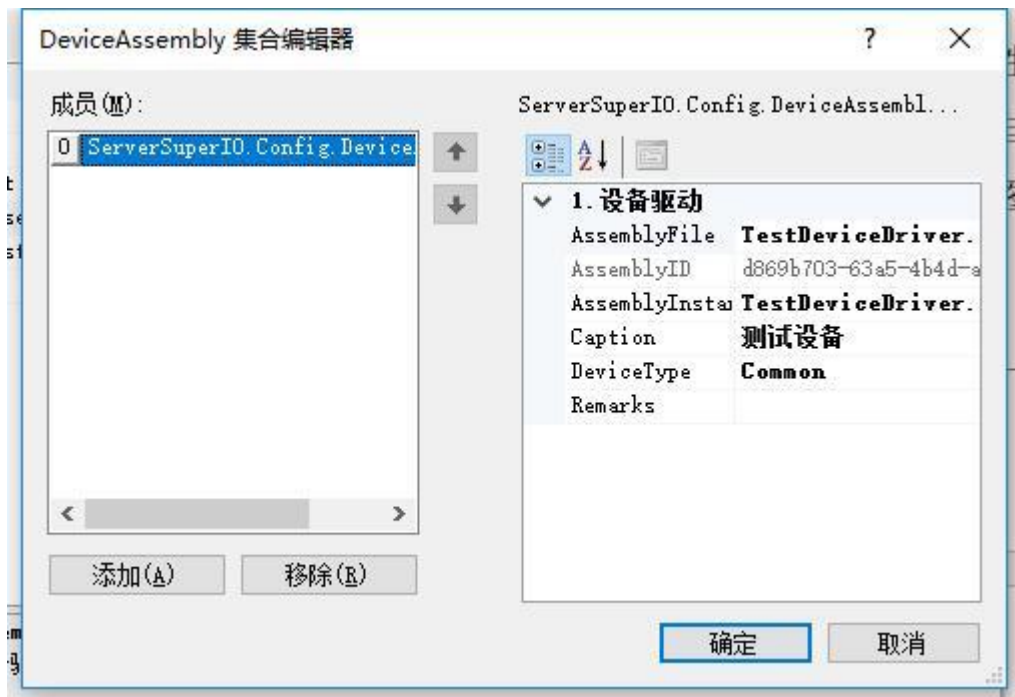 DeviceAssembly 集合编辑器
?
成员(M):
0 ServerSuperIO.Config.Device.
ServerSuperIO.Config.DeviceAssembl...
1. 设备驱动
AssemblyFile TestDeviceDriver.
AssemblyID d869b703-63a5-4b4d-a
AssemblyInsta TestDeviceDriver.
Caption 测试设备
DeviceType Common
Remarks
添加(A)
移除(R)
确定
取消